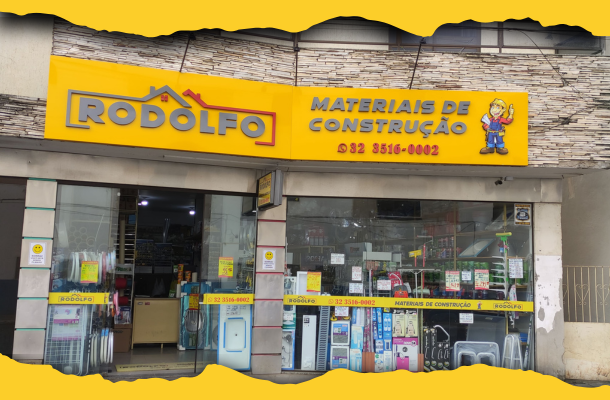 RODOLFO
MATERIAIS DE
CONSTRUÇÃO
32 3516-0002
RODOLFO
32 3516-0002
RODOLFO
32 3516-0002
MATERIAIS DE CONSTRUÇÃO
RODOLFO